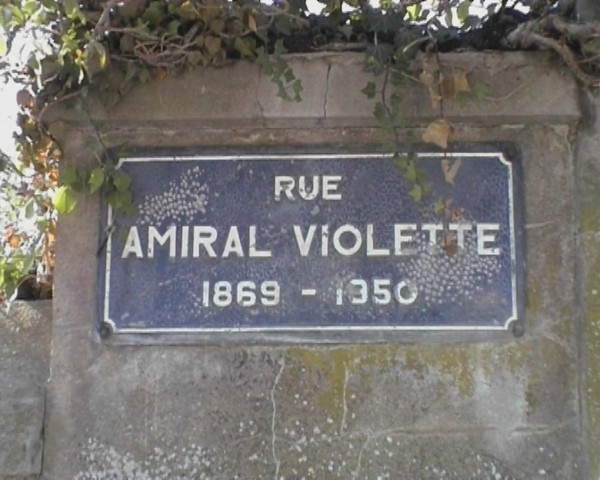 RUE
AMIRAL VIOLETTE
1869 - 1950